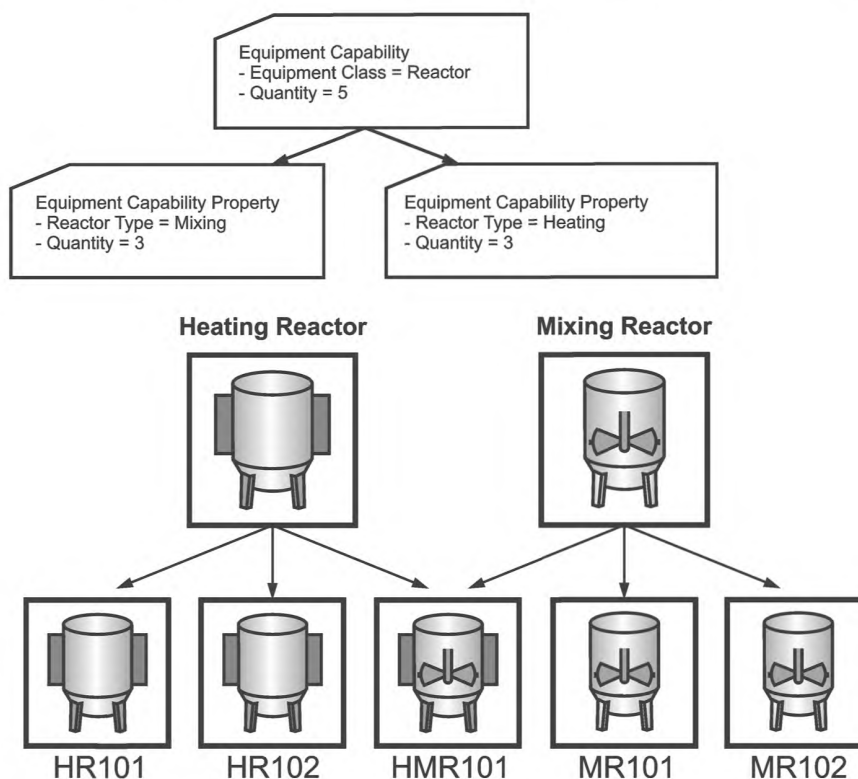 Equipment Capability
- Equipment Class = Reactor
- Quantity = 5
Equipment Capability Property
- Reactor Type = Mixing
- Quantity = 3
Equipment Capability Property
- Reactor Type = Heating
- Quantity = 3
Heating Reactor
Mixing Reactor
HR101
HR102
HMR101
MR101
MR102